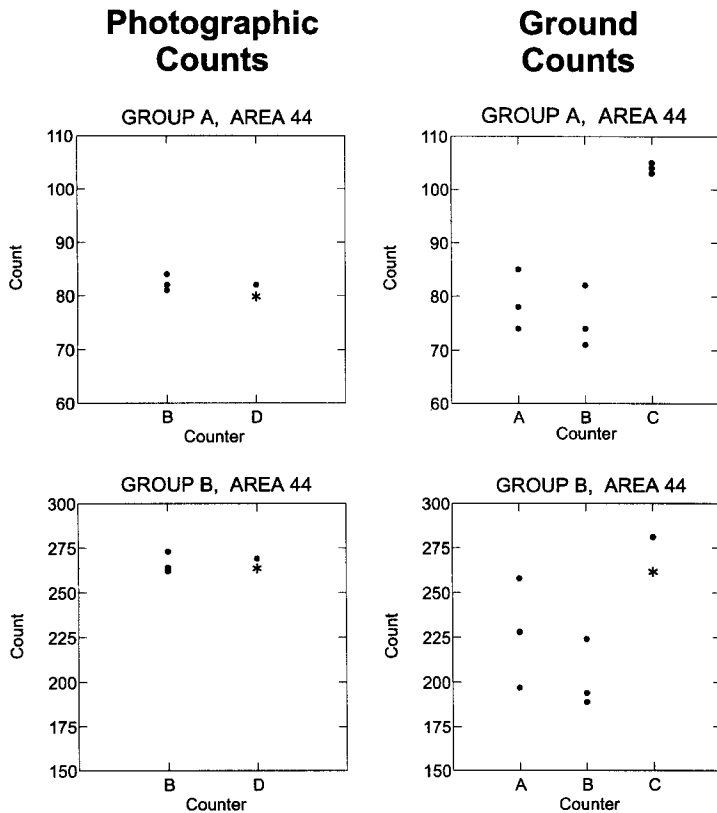 Photographic
Counts
Ground
Counts
GROUP A, AREA 44
110
100
90
80
70
60
Count
B D
Counter
GROUP A, AREA 44
110
100
90
80
70
60
Count
A B C
Counter
GROUP B, AREA 44
300
275
250
225
200
175
150
Count
B D
Counter
GROUP B, AREA 44
300
275
250
225
200
175
150
Count
A B C
Counter